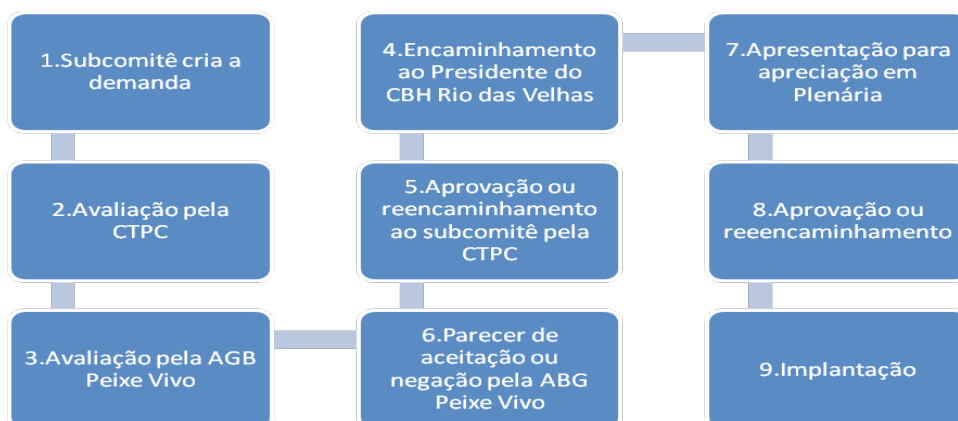 1.Subcomitê cria a
demanda
2.Avaliação pela
CTPC
3.Avaliação pela AGB
Peixe Vivo
4.Encaminhamento
ao Presidente do
CBH Rio das Velhas
5.Aprovação ou
reencaminhamento
ao subcomitê pela
CTPC
6.Parecer de
aceitação ou
negação pela ABG
Peixe Vivo
7.Apresentação para
apreciação em
Plenária
8.Aprovação ou
reeencaminhamento
9.Implantação